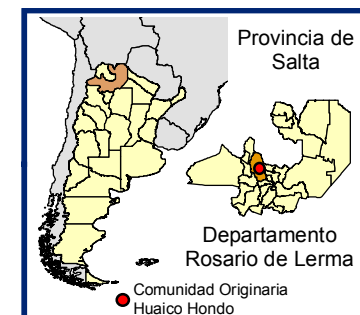 Provincia de
Salta
Departamento
Rosario de Lerma
Comunidad Originaria
Huaico Hondo